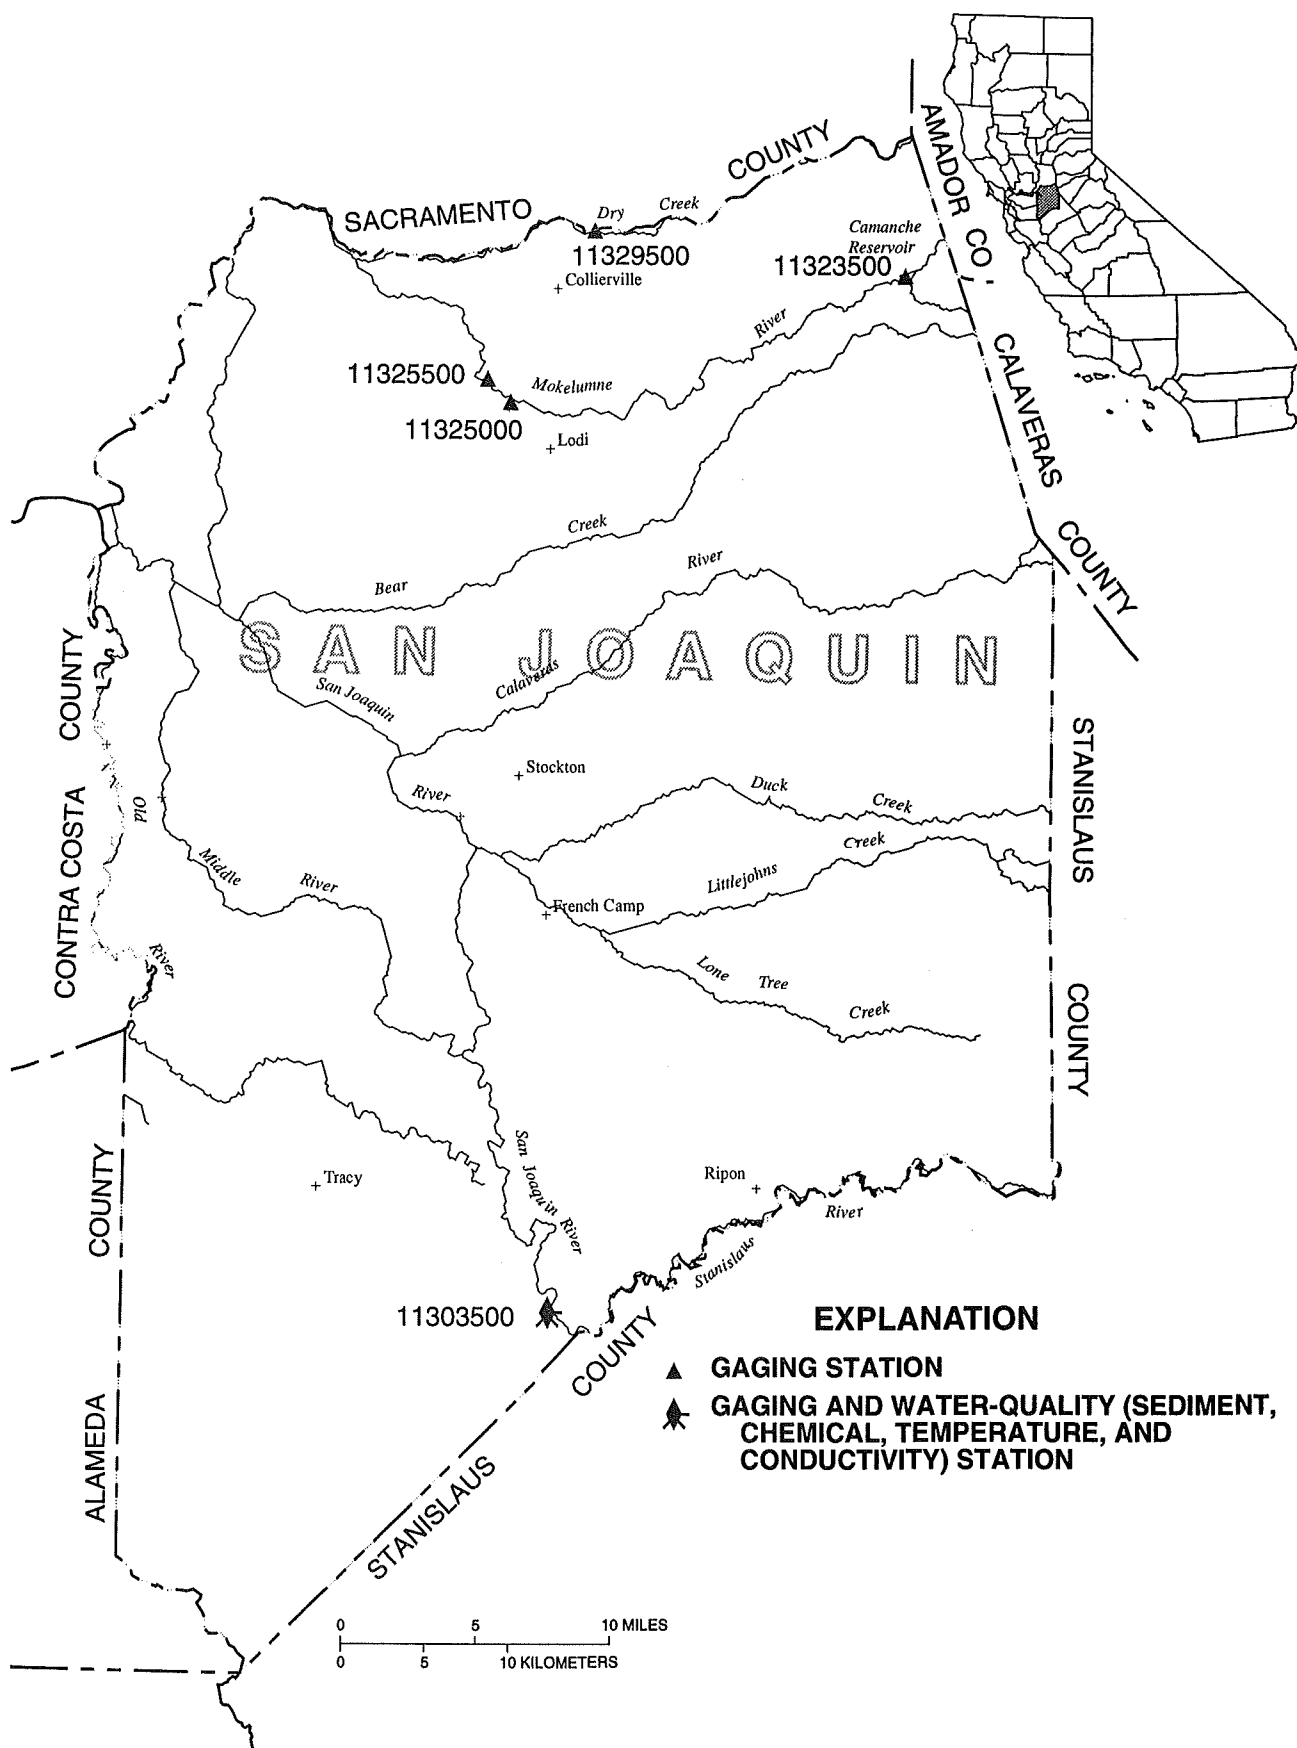 AMADOR CO.,
COUNTY
SACRAMENTO
Dry
Creek
11329500
Camanche
Reservoir
11323500
Collierville
River
11325500
Mokelumne
11325000
Lodi
CALAVERAS
COUNTY
Creek
Bear
River
SAN JOAQUIN
Calaveras
San Joaquin
River
Stockton
Duck
Creek
Creek
Littlejohns
CONTRA COSTA COUNTY
Old
River
Middle
River
French Camp
Lone
Tree
Creek
STANISLAUS
COUNTY
San Joaquin River
Tracy
Ripon
River
Stanislaus
11303500
COUNTY
STANISLAUS
COUNTY
ALAMEDA
EXPLANATION
GAGING STATION
GAGING AND WATER-QUALITY (SEDIMENT,
CHEMICAL, TEMPERATURE, AND
CONDUCTIVITY) STATION
0 5 10 MILES
0 5 10 KILOMETERS